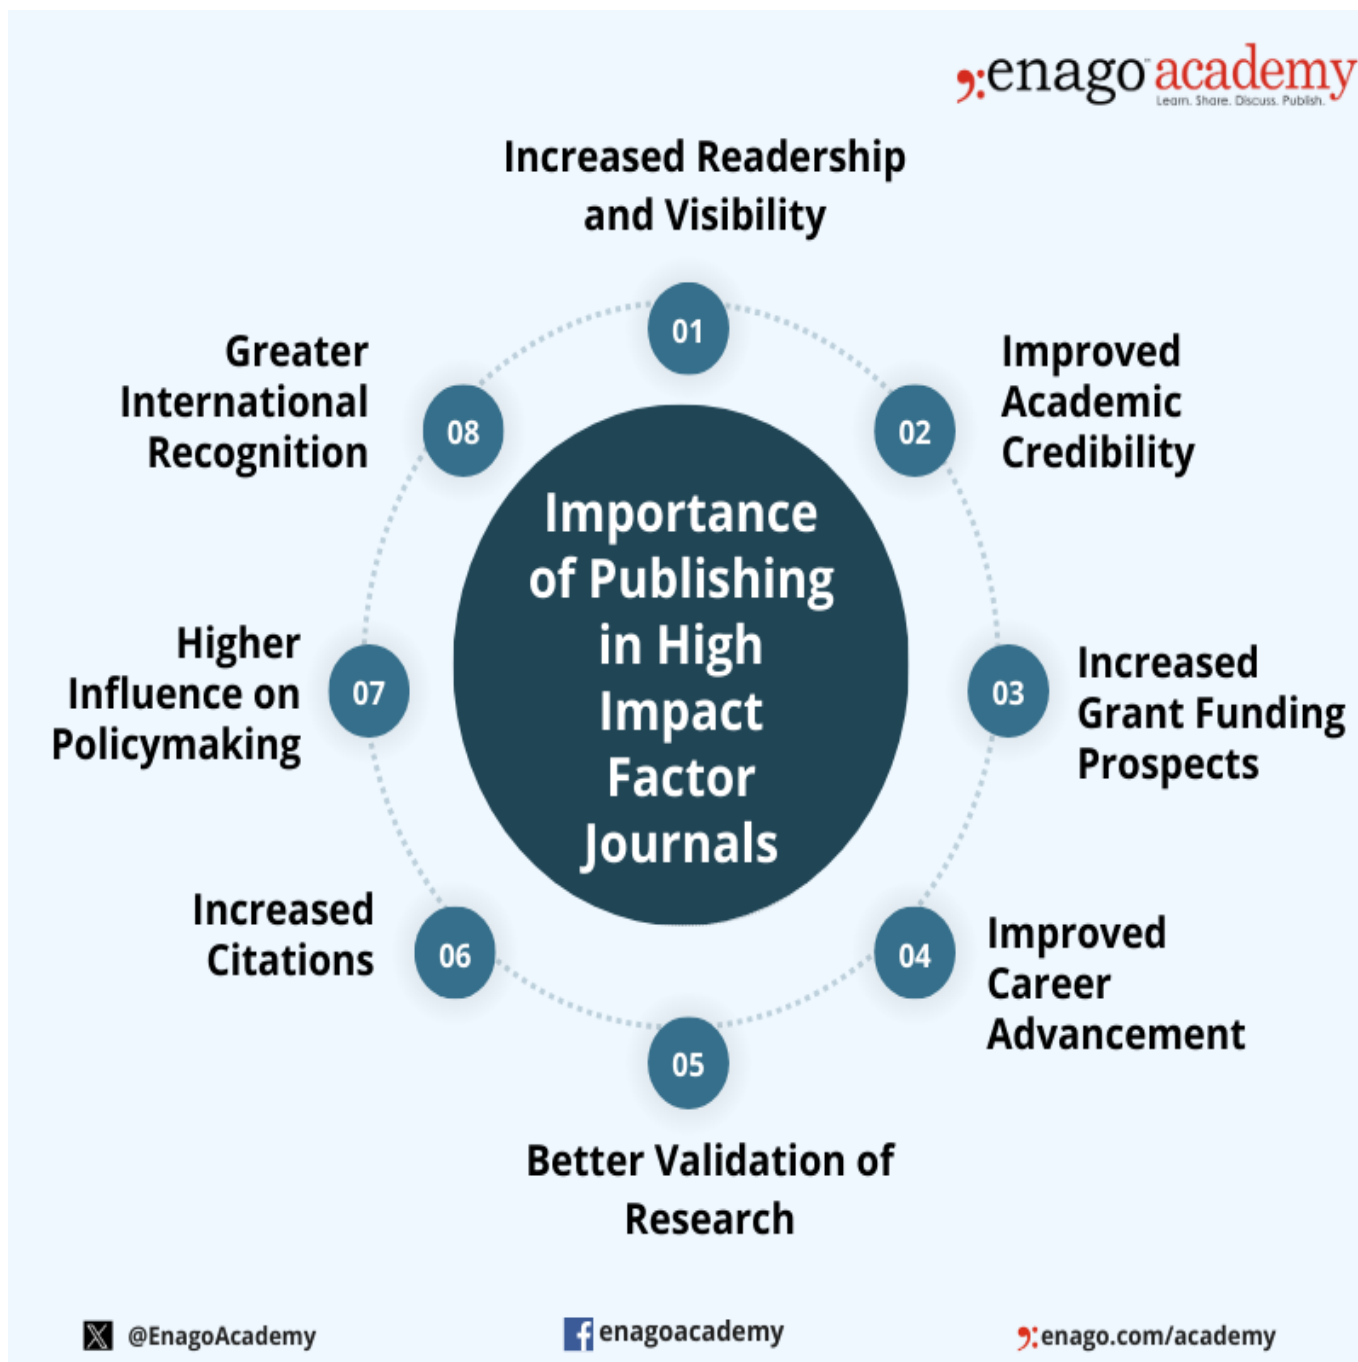 enago academy
Learn. Share. Discuss. Publish.
Increased Readership
and Visibility
01
Improved
Academic
Credibility
02
Increased
Grant Funding
Prospects
03
Improved
Career
Advancement
04
Better Validation of
Research
05
Increased
Citations
06
Higher
Influence on
Policymaking
07
Greater
International
Recognition
08
Importance
of Publishing
in High
Impact
Factor
Journals
@EnagoAcademy
enagoacademy
enago.com/academy